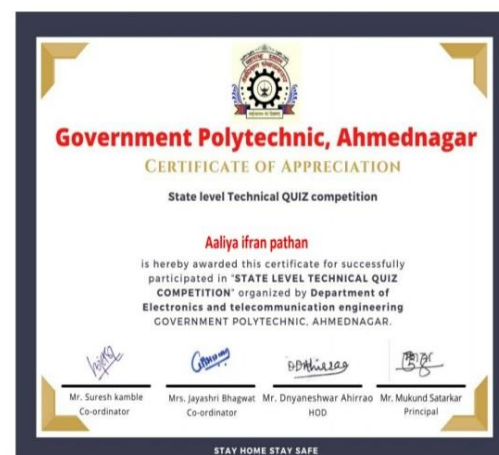 Government Polytechnic, Ahmednagar
CERTIFICATE OF APPRECIATION
State level Technical QUIZ competition
Aaliya ifran pathan
is hereby awarded this certificate for successfully
participated in "STATE LEVEL TECHNICAL QUIZ
COMPETITION" organized by Department of
Electronics and telecommunication engineering
GOVERNMENT POLYTECHNIC, AHMEDNAGAR.
DDAhirrao
Mr. Suresh kamble Mrs. Jayashri Bhagwat Mr. Dnyaneshwar Ahirrao Mr. Mukund Satarkar
Co-ordinator Co-ordinator HOD Principal
STAY HOME STAY SAFE